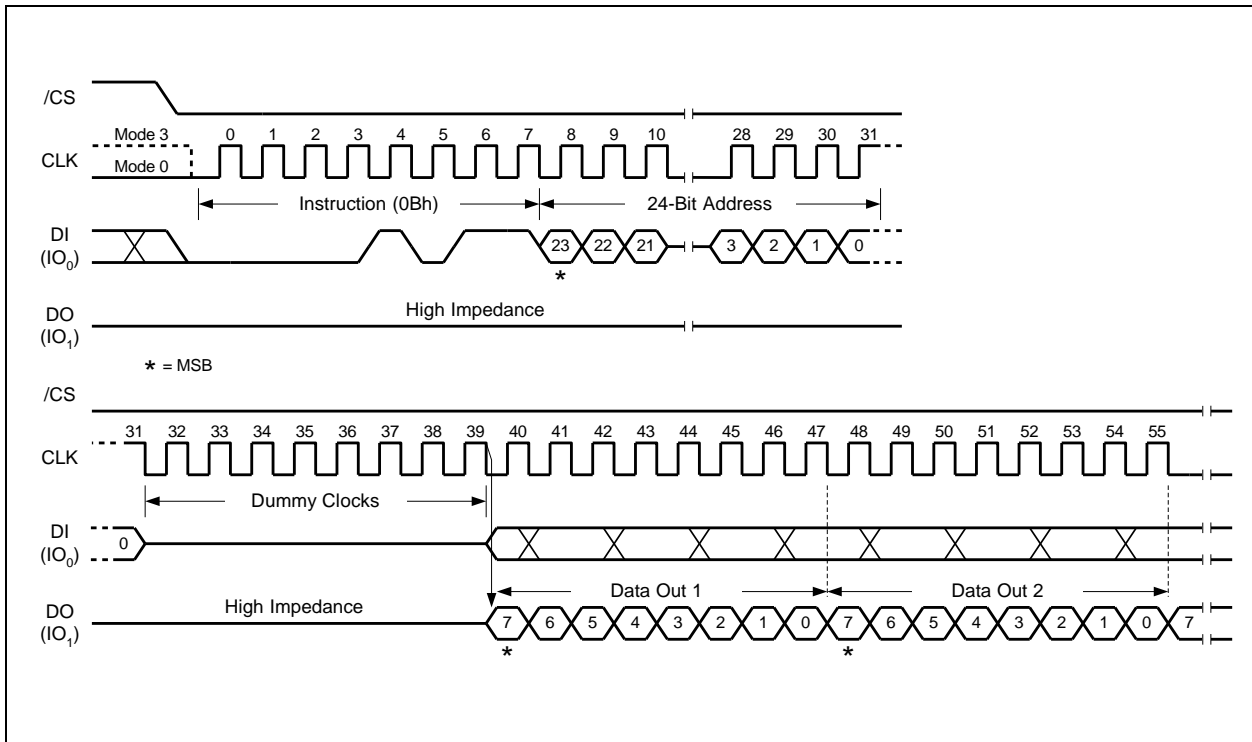 /CS
Mode 3 0 1 2 3 4 5 6 7 8 9 10 28 29 30 31
CLK
Mode 0
Instruction (0Bh) 24-Bit Address
DI
(IO0) 23 22 21 3 2 1 0
*
High Impedance
DO
(IO1)
* = MSB
/CS
31 32 33 34 35 36 37 38 39 40 41 42 43 44 45 46 47 48 49 50 51 52 53 54 55
CLK
Dummy Clocks
DI
(IO0) 0
Data Out 1 Data Out 2
High Impedance
DO
(IO1) 7 6 5 4 3 2 1 0 7 6 5 4 3 2 1 0 7
* *